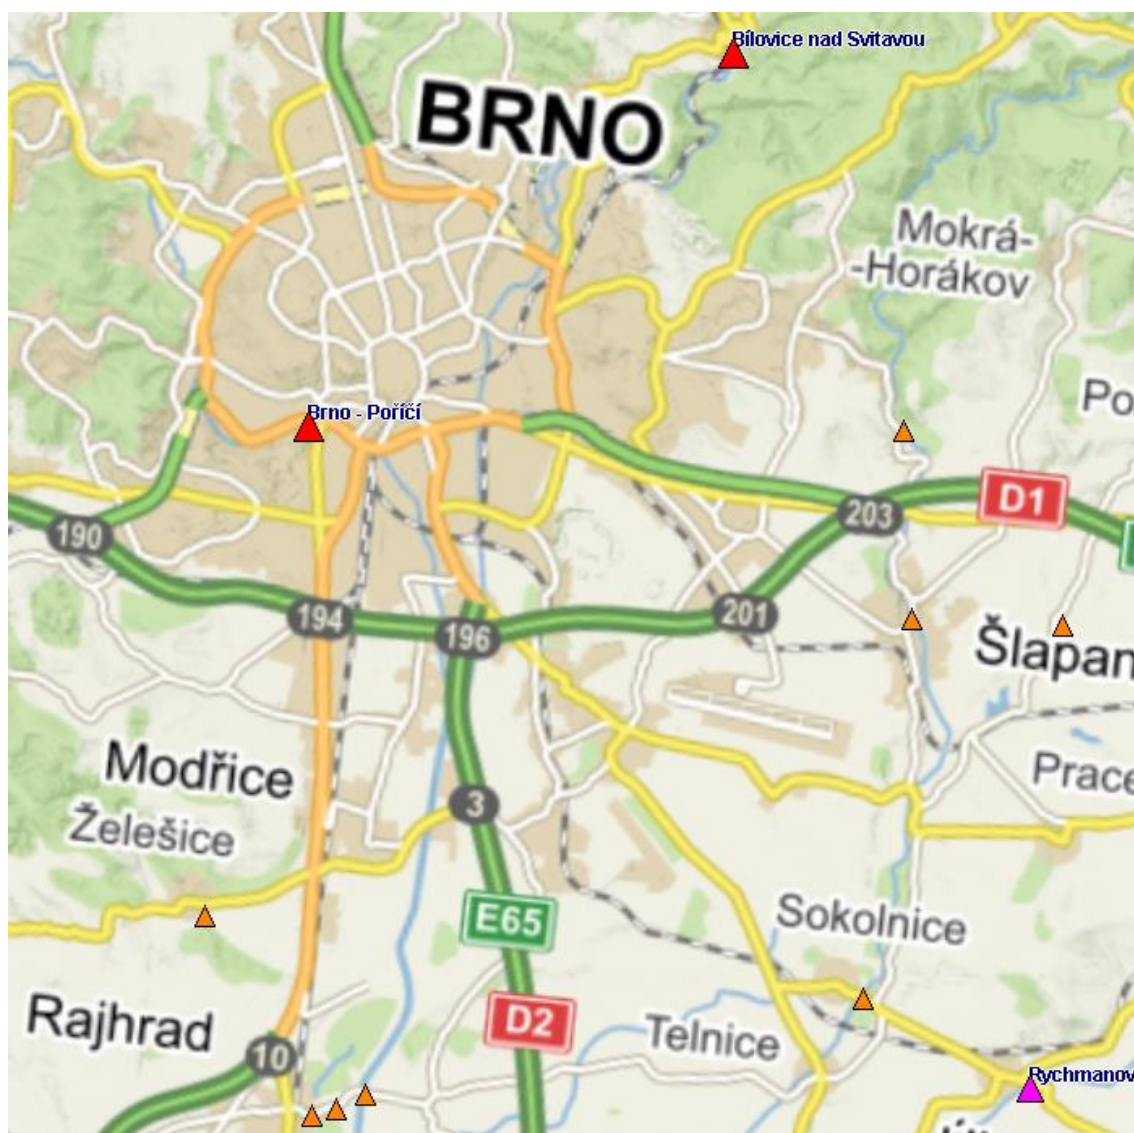 Bílovice nad Svitavou
BRNO
Mokrá-
-Horákov
Po
Brno - Poříčí
D1
203
190
194
196
201
Šlapan
Modřice
Želešice
3
Prace
E65
Sokolnice
Rajhrad
D2
Telnice
10
Rychmanov